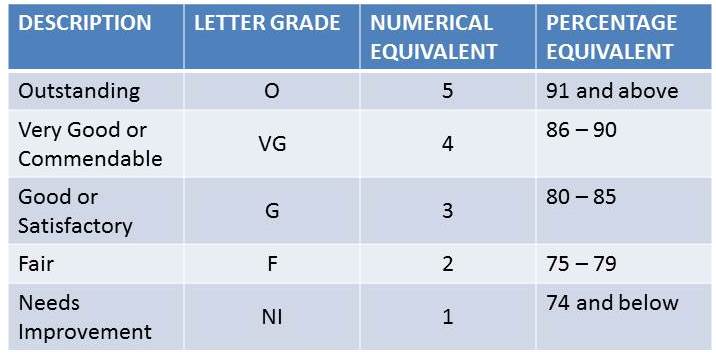 DESCRIPTION LETTER GRADE NUMERICAL EQUIVALENT PERCENTAGE EQUIVALENT
Outstanding O 5 91 and above
Very Good or Commendable VG 4 86 – 90
Good or Satisfactory G 3 80 – 85
Fair F 2 75 – 79
Needs Improvement NI 1 74 and below